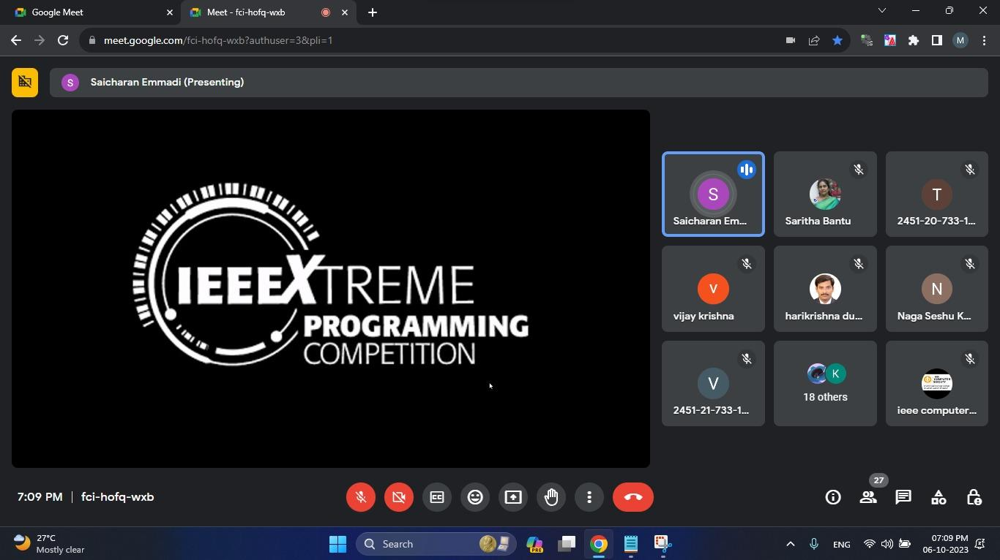 Google Meet
Meet - fci-hofq-wxb
meet.google.com/fci-hofq-wxb?authuser=3&pli=1
M
S
Saicharan Emmadi (Presenting)
IEEEXTREME
PROGRAMMING
COMPETITION
S
Saicharan Em...
Saritha Bantu
T
2451-20-733-1...
v
vijay krishna
harikrishna du...
N
Naga Seshu K...
V
2451-21-733-1...
K
18 others
ieee computer...
7:09 PM | fci-hofq-wxb
27
27°C
Mostly clear
Search
PRE
ENG
07:09 PM
06-10-2023